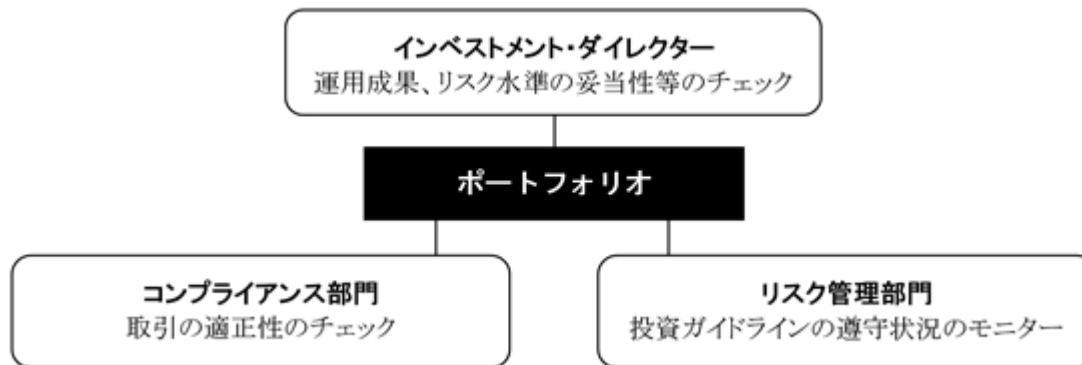 インベストメント・ダイレクター
運用成果、リスク水準の妥当性等のチェック
ポートフォリオ
コンプライアンス部門
取引の適正性のチェック
リスク管理部門
投資ガイドラインの遵守状況のモニター